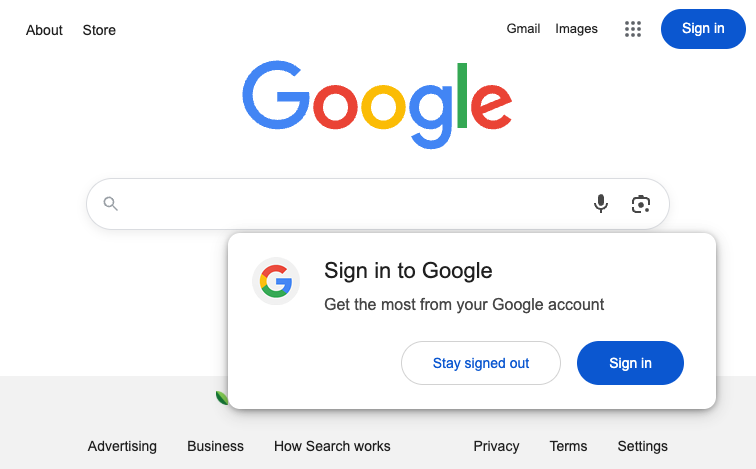 About Store Gmail Images Sign in
Google
Sign in to Google
Get the most from your Google account
Stay signed out Sign in
Advertising Business How Search works Privacy Terms Settings